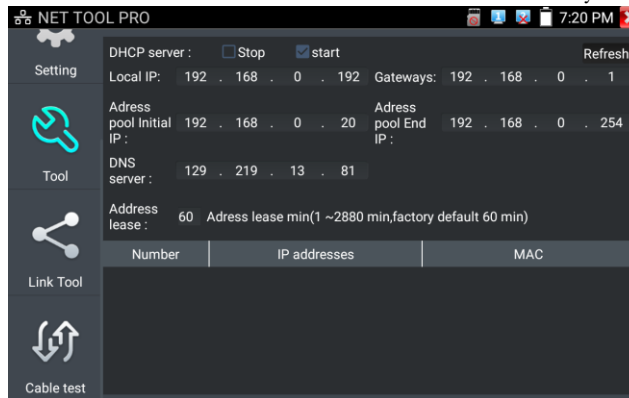 NET TOOL PRO 7:20 PM
Setting
Tool
Link Tool
Cable test
DHCP server : Stop start Refresh
Local IP: 192 . 168 . 0 . 192 Gateways: 192 . 168 . 0 . 1
Adress
pool Initial 192 . 168 . 0 . 20
IP :
Adress
pool End 192 . 168 . 0 . 254
IP :
DNS
server : 129 . 219 . 13 . 81
Address
lease : 60 Adress lease min(1 ~2880 min,factory default 60 min)
Number IP addresses MAC